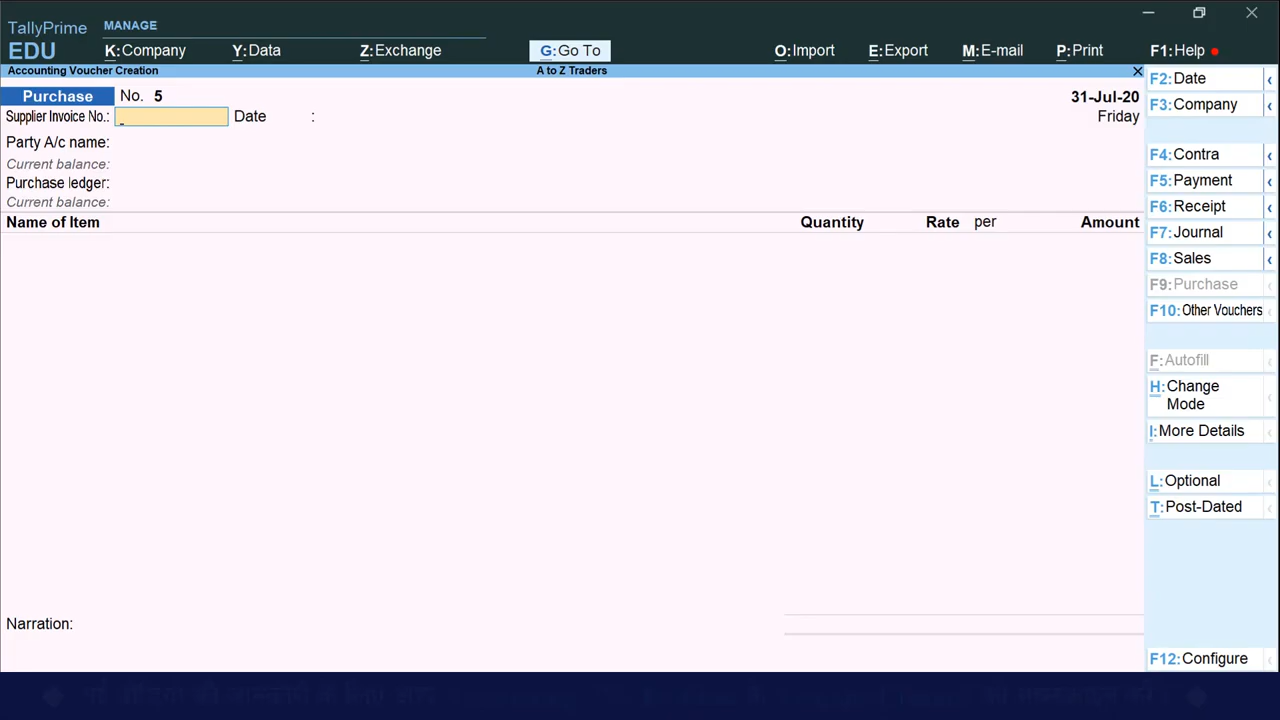 TallyPrime
MANAGE
EDU
K:Company
Y:Data
Z:Exchange
G:Go To
O:Import
E:Export
M:E-mail
P:Print
F1:Help
Accounting Voucher Creation
A to Z Traders
Purchase No. 5
31-Jul-20
Supplier Invoice No.:
Date :
Friday
Party A/c name:
Current balance:
Purchase ledger:
Current balance:
Name of Item
Quantity
Rate per
Amount
Narration:
F2:Date
F3:Company
F4:Contra
F5:Payment
F6:Receipt
F7:Journal
F8:Sales
F9:Purchase
F10:Other Vouchers
F:Autofill
H:Change
Mode
I:More Details
L:Optional
T:Post-Dated
F12:Configure